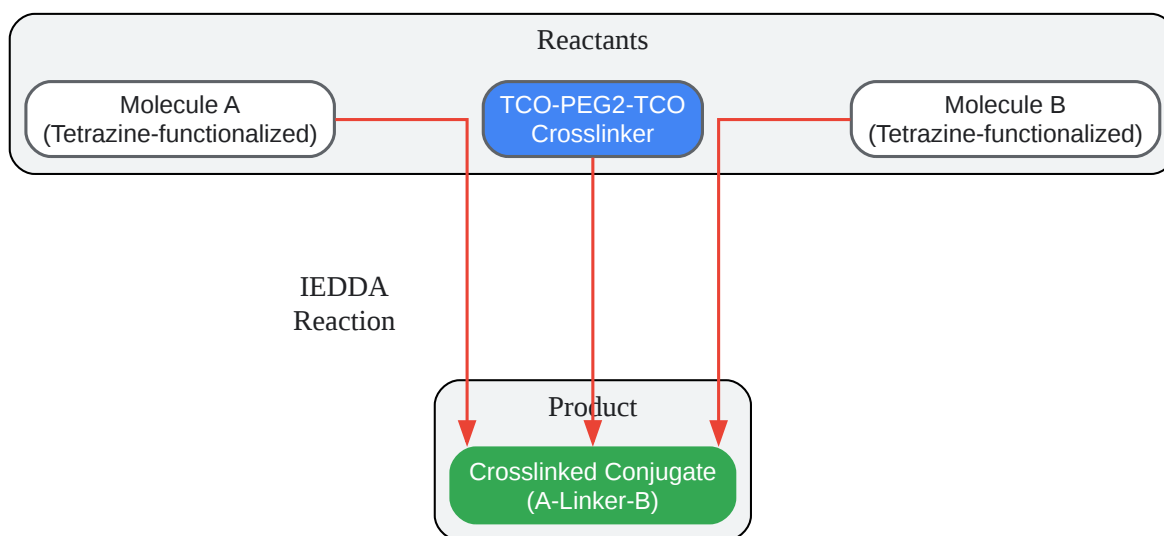 Reactants
Molecule A
(Tetrazine-functionalized)
TCO-PEG2-TCO
Crosslinker
Molecule B
(Tetrazine-functionalized)
IEDDA
Reaction
Product
Crosslinked Conjugate
(A-Linker-B)